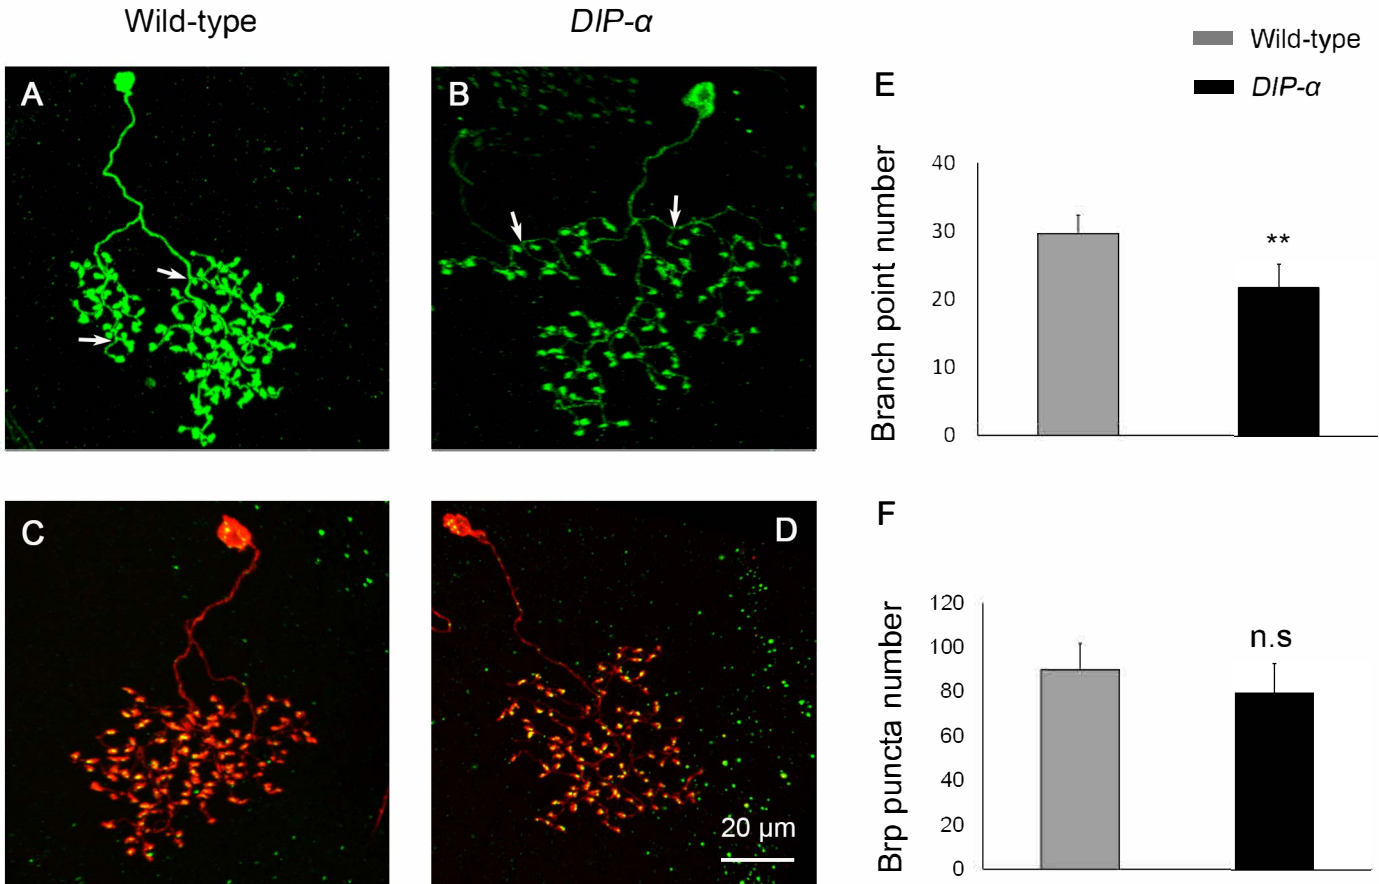 Wild-type
DIP-α
A
B
E
Wild-type
DIP-α
Branch point number
40
30
20
10
0
**
C
D
20 µm
F
Brp puncta number
120
100
80
60
40
20
0
n.s